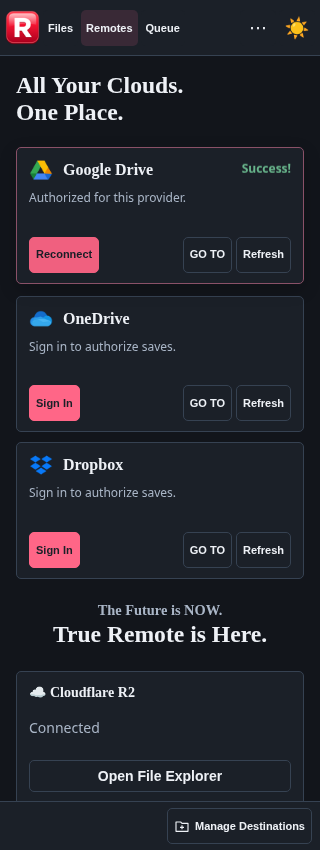 R
Files
Remotes
Queue
All Your Clouds.
One Place.
Google Drive
Success!
Authorized for this provider.
Reconnect
GO TO
Refresh
OneDrive
Sign in to authorize saves.
Sign In
GO TO
Refresh
Dropbox
Sign in to authorize saves.
Sign In
GO TO
Refresh
The Future is NOW.
True Remote is Here.
Cloudflare R2
Connected
Open File Explorer
Manage Destinations